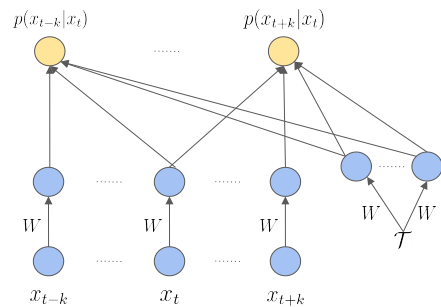 p(x_{t-k}|x_t) ....... p(x_{t+k}|x_t)
....... ....... .......
W W W W W
....... ....... 𝒯
x_{t-k} x_t x_{t+k}